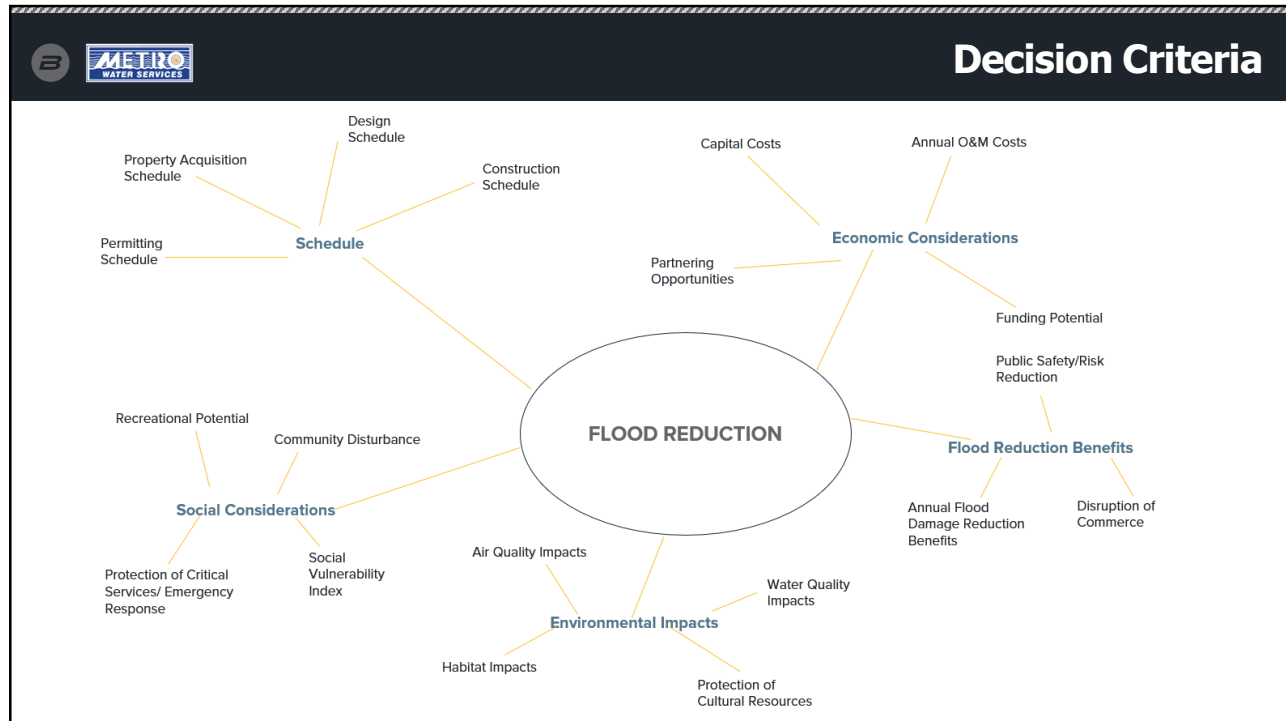 B
METRO
WATER SERVICES
Decision Criteria
Design
Schedule
Property Acquisition
Schedule
Construction
Schedule
Permitting
Schedule
Schedule
Capital Costs
Annual O&M Costs
Economic Considerations
Partnering
Opportunities
Funding Potential
FLOOD REDUCTION
Public Safety/Risk
Reduction
Flood Reduction Benefits
Annual Flood
Damage Reduction
Benefits
Disruption of
Commerce
Recreational Potential
Community Disturbance
Social Considerations
Protection of Critical
Services/ Emergency
Response
Social
Vulnerability
Index
Air Quality Impacts
Water Quality
Impacts
Environmental Impacts
Habitat Impacts
Protection of
Cultural Resources